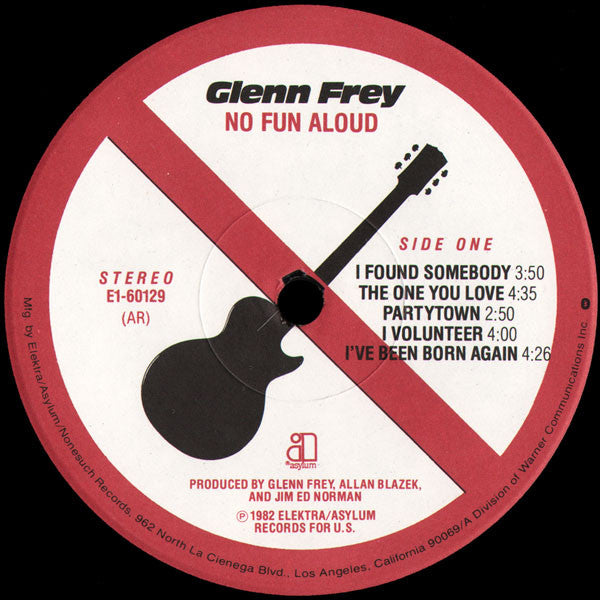 Glenn Frey
NO FUN ALOUD
SIDE ONE
I FOUND SOMEBODY 3:50
THE ONE YOU LOVE 4:35
PARTYTOWN 2:50
I VOLUNTEER 4:00
I'VE BEEN BORN AGAIN 4:26
STEREO
E1-60129
(AR)
asylum
PRODUCED BY GLENN FREY, ALLAN BLAZEK,
AND JIM ED NORMAN
℗ 1982 ELEKTRA/ASYLUM
RECORDS FOR U.S.
Mfg. by Elektra/Asylum/Nonesuch Records, 962 North La Cienega Blvd., Los Angeles, California 90069/A Division of Warner Communications Inc.